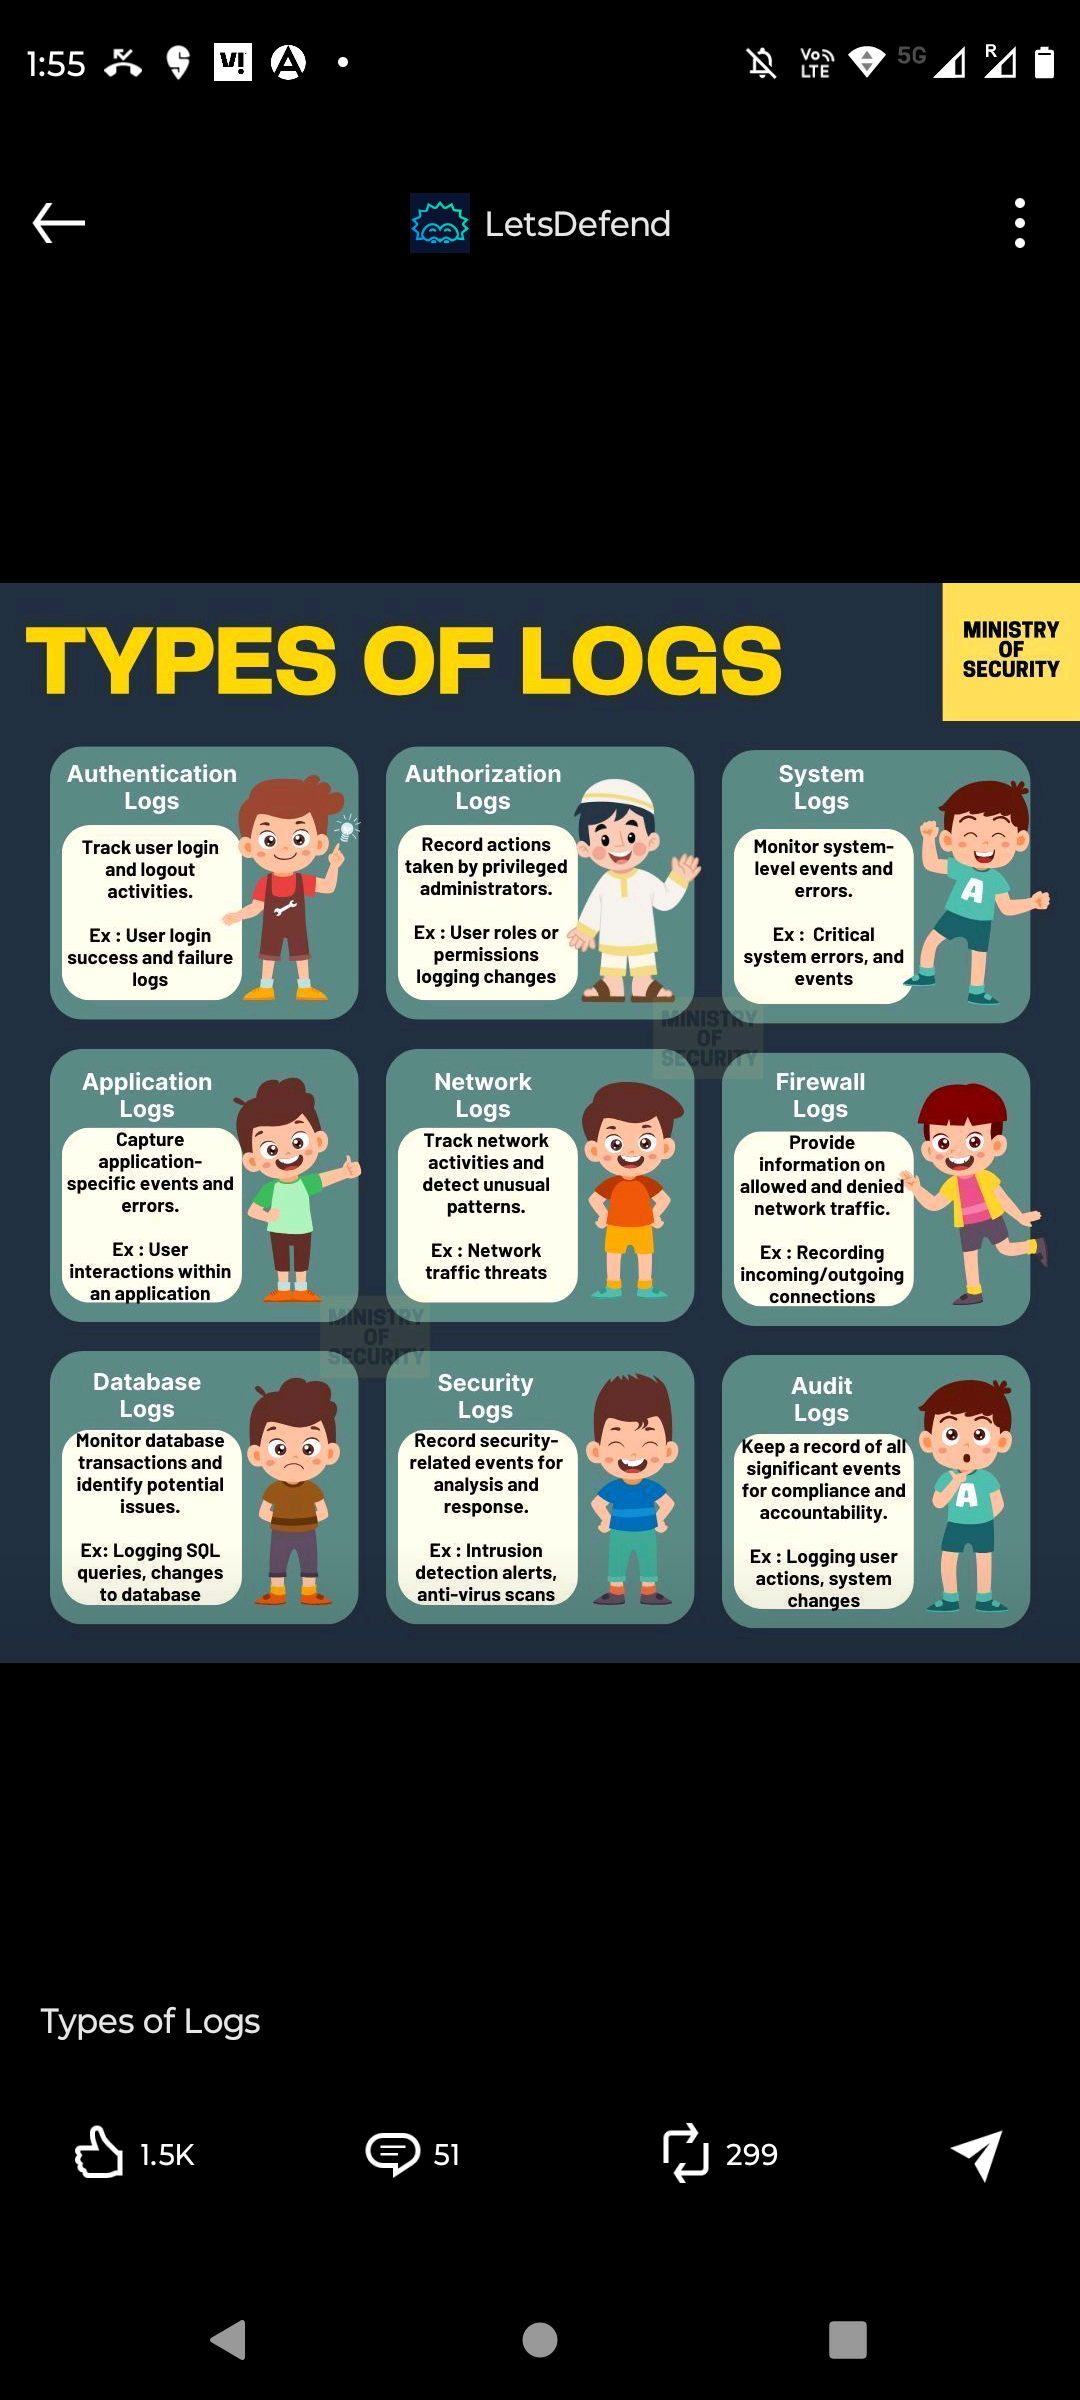 1:55
V!
A
Vo))
LTE
5G
R
LetsDefend
TYPES OF LOGS
MINISTRY
OF
SECURITY
Authentication
Logs
Track user login
and logout
activities.
Ex : User login
success and failure
logs
Authorization
Logs
Record actions
taken by privileged
administrators.
Ex : User roles or
permissions
logging changes
System
Logs
Monitor system-
level events and
errors.
Ex :  Critical
system errors, and
events
A
MINISTRY
OF
SECURITY
Application
Logs
Capture
application-
specific events and
errors.
Ex : User
interactions within
an application
Network
Logs
Track network
activities and
detect unusual
patterns.
Ex : Network
traffic threats
Firewall
Logs
Provide
information on
allowed and denied
network traffic.
Ex : Recording
incoming/outgoing
connections
MINISTRY
OF
SECURITY
Database
Logs
Monitor database
transactions and
identify potential
issues.
Ex: Logging SQL
queries, changes
to database
Security
Logs
Record security-
related events for
analysis and
response.
Ex : Intrusion
detection alerts,
anti-virus scans
Audit
Logs
Keep a record of all
significant events
for compliance and
accountability.
Ex : Logging user
actions, system
changes
A
Types of Logs
1.5K
51
299